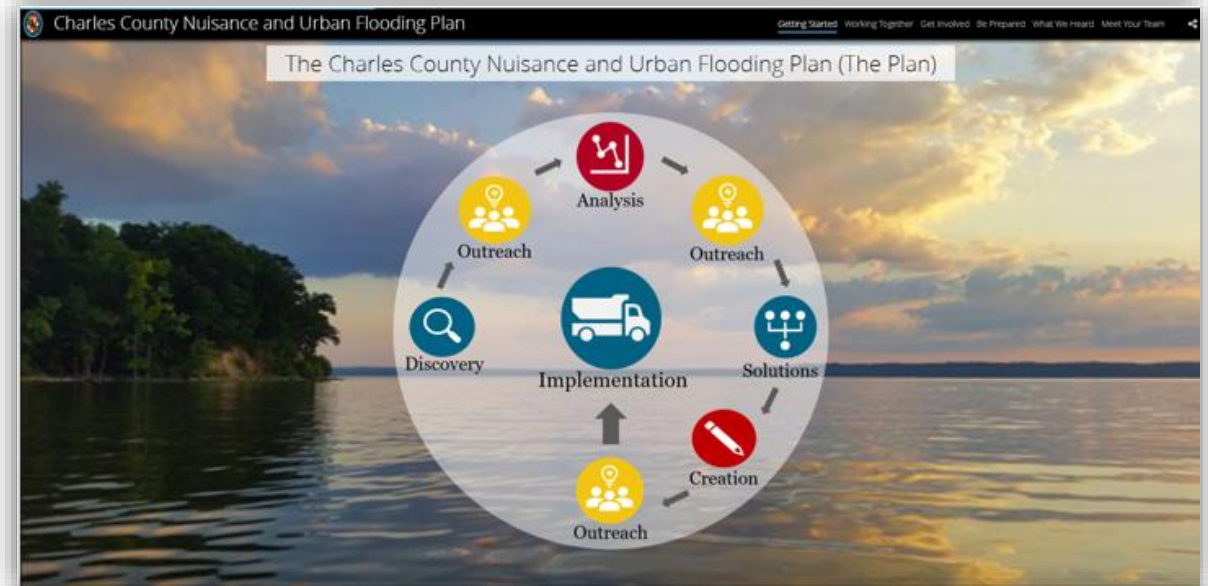 Charles County Nuisance and Urban Flooding Plan
Getting Started Working Together Get Involved Be Prepared What We Heard Meet Your Team
The Charles County Nuisance and Urban Flooding Plan (The Plan)
Analysis
Outreach
Outreach
Discovery
Implementation
Solutions
Creation
Outreach